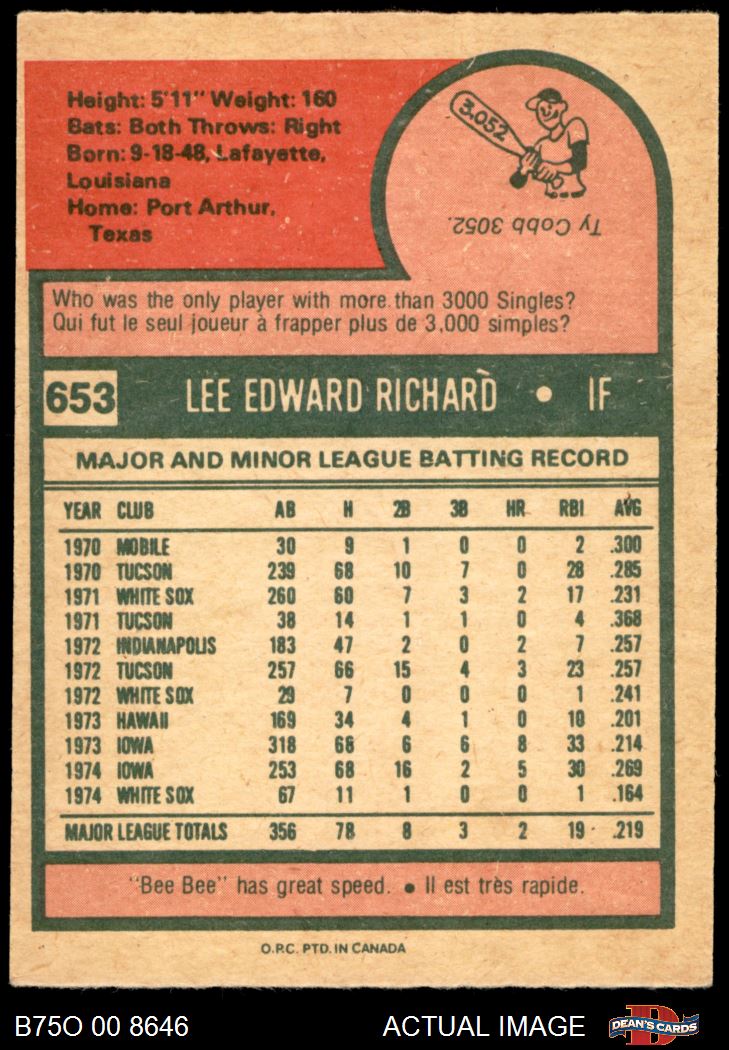 Height: 5'11" Weight: 160
Bats: Both Throws: Right
Born: 9-18-48, Lafayette,
Louisiana
Home: Port Arthur,
Texas
3,052
Ty Cobb 3052.
Who was the only player with more than 3000 Singles?
Qui fut le seul joueur à frapper plus de 3,000 simples?
653 LEE EDWARD RICHARD • IF
MAJOR AND MINOR LEAGUE BATTING RECORD
YEAR CLUB AB H 2B 3B HR RBI AVG
1970 MOBILE 30 9 1 0 0 2 .300
1970 TUCSON 239 68 10 7 0 28 .285
1971 WHITE SOX 260 60 7 3 2 17 .231
1971 TUCSON 38 14 1 1 0 4 .368
1972 INDIANAPOLIS 183 47 2 0 2 7 .257
1972 TUCSON 257 66 15 4 3 23 .257
1972 WHITE SOX 29 7 0 0 0 1 .241
1973 HAWAII 169 34 4 1 0 10 .201
1973 IOWA 318 68 6 6 8 33 .214
1974 IOWA 253 68 16 2 5 30 .269
1974 WHITE SOX 67 11 1 0 0 1 .164
MAJOR LEAGUE TOTALS 356 78 8 3 2 19 .219
"Bee Bee" has great speed. • Il est très rapide.
O.P.C. PTD. IN CANADA
B75O 00 8646 ACTUAL IMAGE DEAN'S CARDS